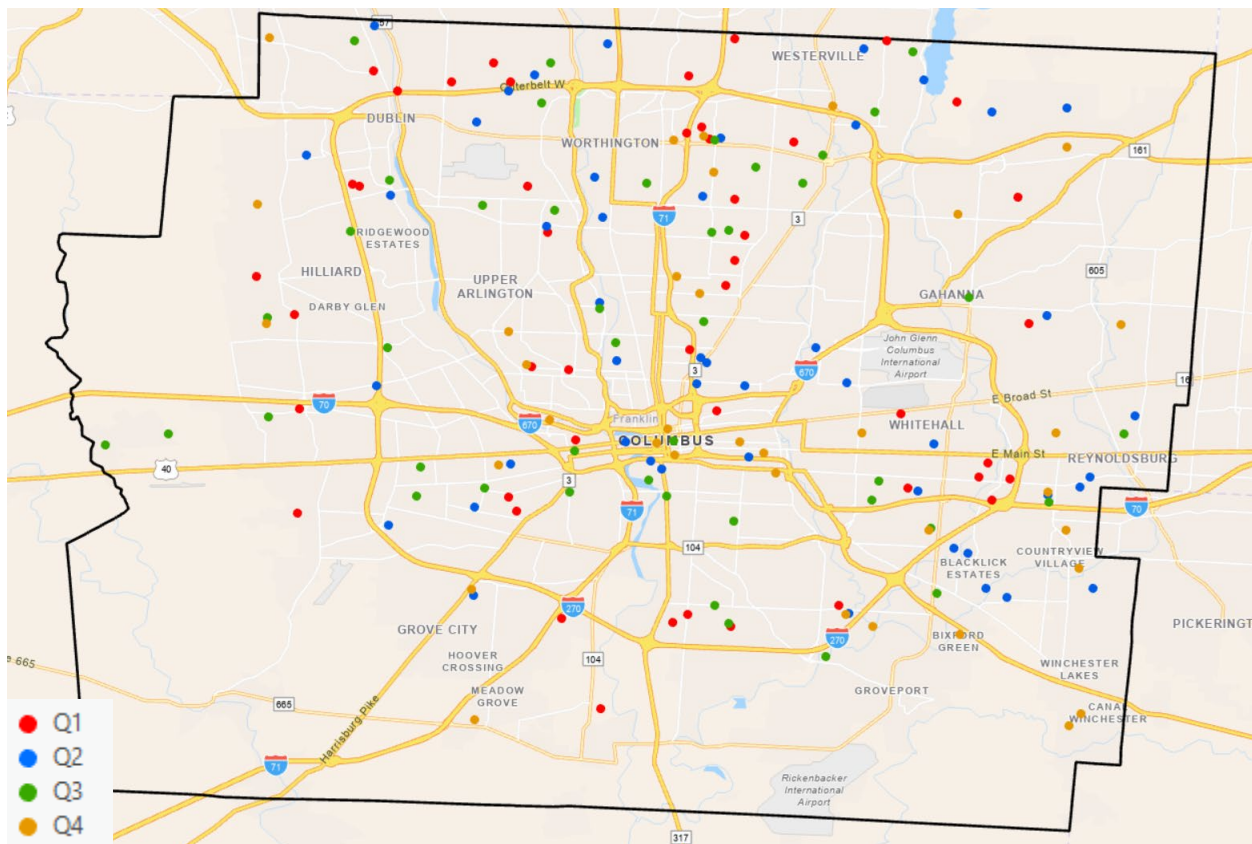 257
WESTERVILLE
Outerbelt W
DUBLIN
WORTHINGTON
161
3
71
RIDGEWOOD
ESTATES
HILLIARD
UPPER
ARLINGTON
605
DARBY GLEN
GAHANNA
John Glenn
Columbus
International
Airport
3
670
16
70
E Broad St
Franklin
670
WHITEHALL
COLUMBUS
E Main St
REYNOLDSBURG
40
3
71
70
104
COUNTRYVIEW
VILLAGE
BLACKLICK
ESTATES
270
GROVE CITY
PICKERINGT
270
BIXFORD
GREEN
HOOVER
CROSSING
104
e 665
WINCHESTER
LAKES
MEADOW
GROVE
GROVEPORT
665
CANAL
WINCHESTER
Harrisburg Pike
71
Rickenbacker
International
Airport
317
Q1
Q2
Q3
Q4